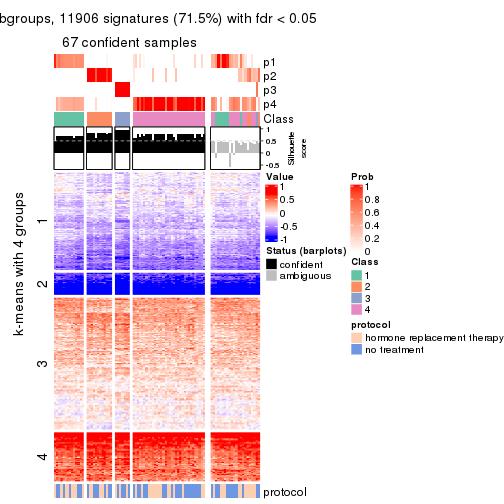 bgroups, 11906 signatures (71.5%) with fdr < 0.05
67 confident samples
p1
p2
p3
p4
Class
1
0.5
0
-0.5
Silhouette
score
k-means with 4 groups
1
2
3
4
protocol
Value
1
0.5
0
-0.5
-1
Status (barplots)
confident
ambiguous
Prob
1
0.8
0.6
0.4
0.2
0
Class
1
2
3
4
protocol
hormone replacement therapy
no treatment